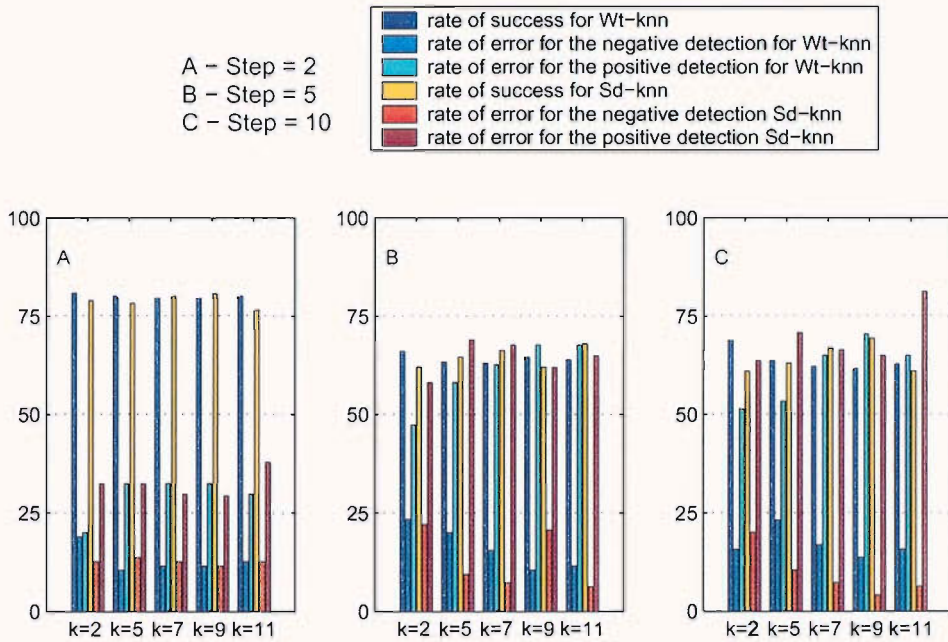 A − Step = 2
B − Step = 5
C − Step = 10
rate of success for Wt−knn
rate of error for the negative detection for Wt−knn
rate of error for the positive detection for Wt−knn
rate of success for Sd−knn
rate of error for the negative detection Sd−knn
rate of error for the positive detection Sd−knn
100
75
50
25
0
A
k=2 k=5 k=7 k=9 k=11
100
75
50
25
0
B
k=2 k=5 k=7 k=9 k=11
100
75
50
25
0
C
k=2 k=5 k=7 k=9 k=11